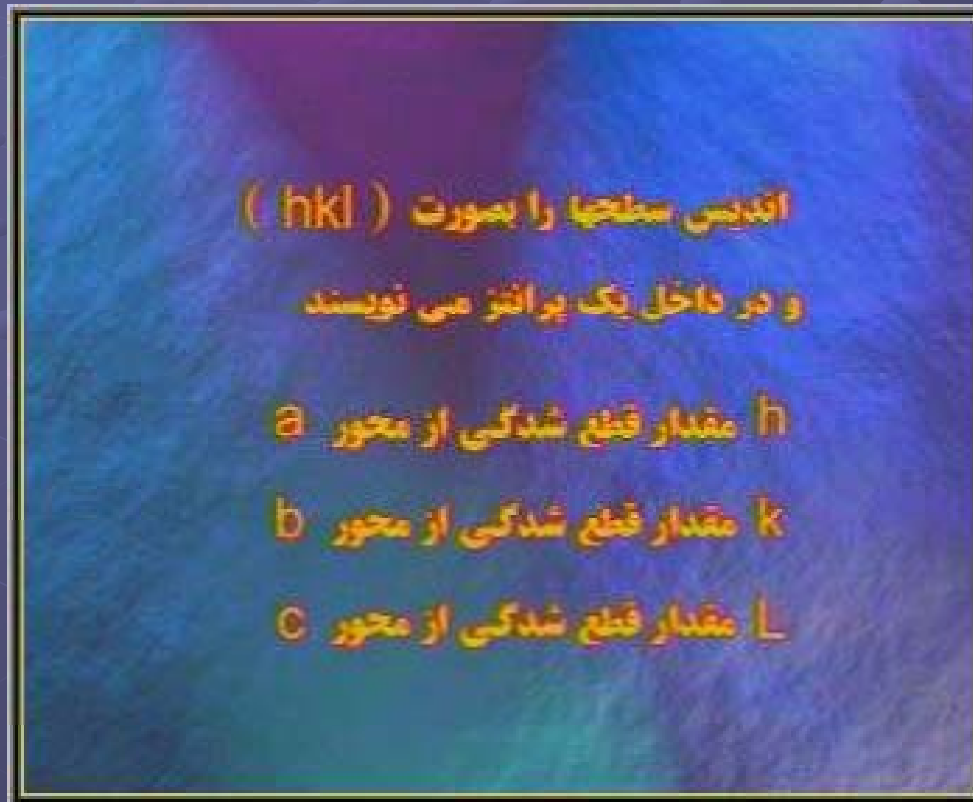 اندیس سطحها را بصورت ( hkl )
و در داخل یک پرانتز می نویسند
h مقدار قطع شدگی از محور a
k مقدار قطع شدگی از محور b
L مقدار قطع شدگی از محور c